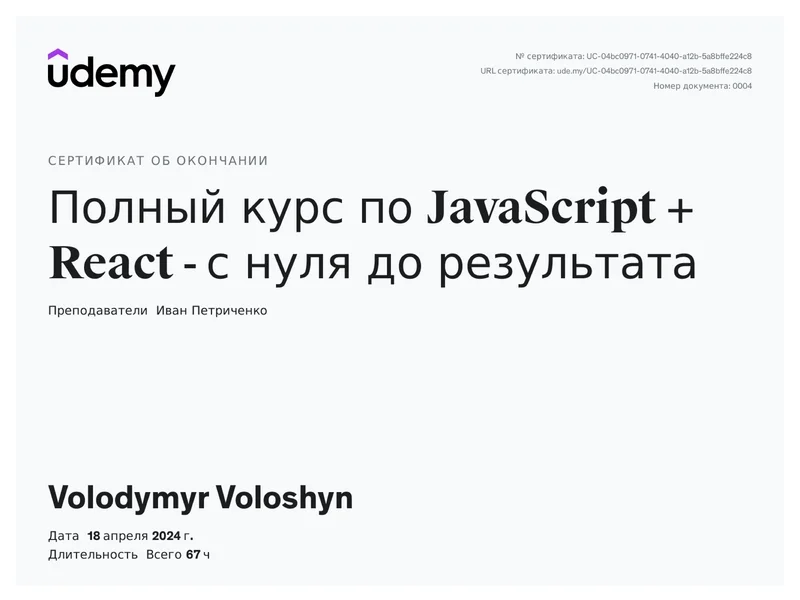 udemy
№ сертификата: UC-04bc0971-0741-4040-a12b-5a8bffe224c8
URL сертификата: ude.my/UC-04bc0971-0741-4040-a12b-5a8bffe224c8
Номер документа: 0004
СЕРТИФИКАТ ОБ ОКОНЧАНИИ
Полный курс по JavaScript +
React - с нуля до результата
Преподаватели Иван Петриченко
Volodymyr Voloshyn
Дата 18 апреля 2024 г.
Длительность Всего 67 ч